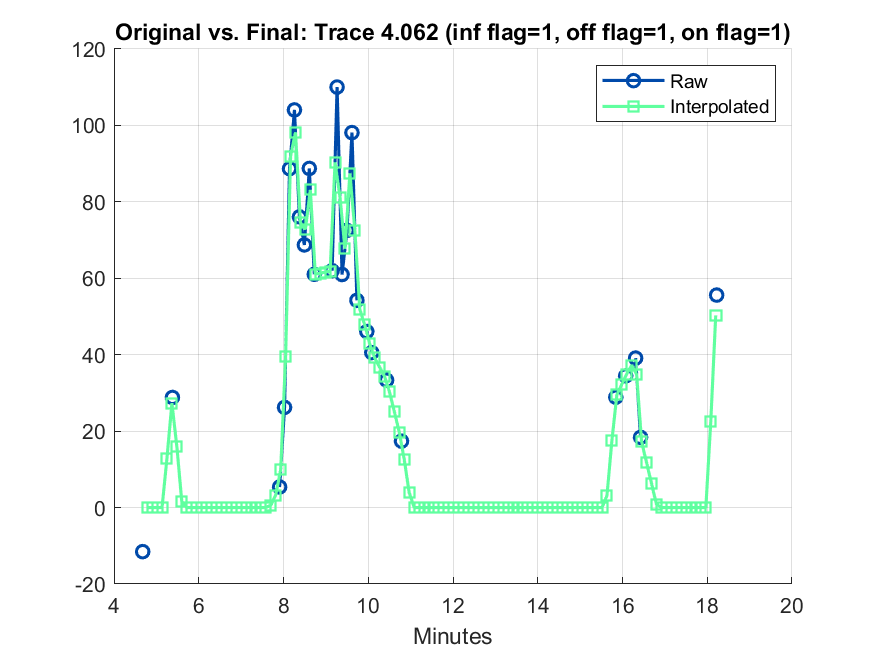 Original vs. Final: Trace 4.062 (inf flag=1, off flag=1, on flag=1)
120
100
80
60
40
20
0
-20
4 6 8 10 12 14 16 18 20
Minutes
Raw
Interpolated